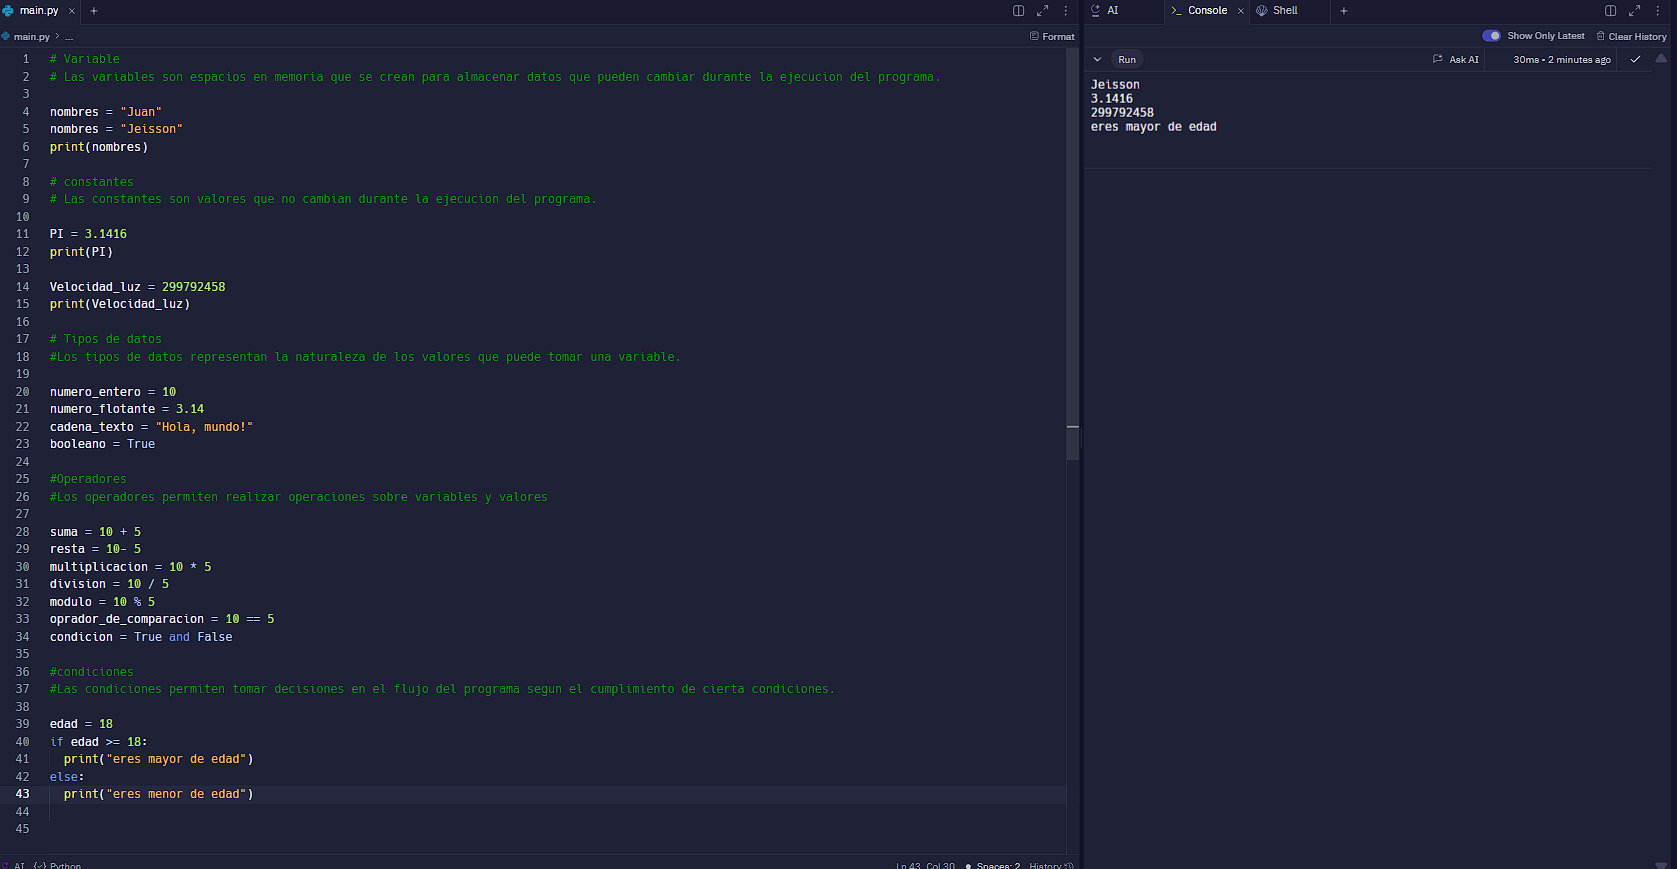 main.py × +
main.py > ...
Format
1 # Variable
2 # Las variables son espacios en memoria que se crean para almacenar datos que pueden cambiar durante la ejecucion del programa.
3
4 nombres = "Juan"
5 nombres = "Jeisson"
6 print(nombres)
7
8 # constantes
9 # Las constantes son valores que no cambian durante la ejecucion del programa.
10
11 PI = 3.1416
12 print(PI)
13
14 Velocidad_luz = 299792458
15 print(Velocidad_luz)
16
17 # Tipos de datos
18 #Los tipos de datos representan la naturaleza de los valores que puede tomar una variable.
19
20 numero_entero = 10
21 numero_flotante = 3.14
22 cadena_texto = "Hola, mundo!"
23 booleano = True
24
25 #Operadores
26 #Los operadores permiten realizar operaciones sobre variables y valores
27
28 suma = 10 + 5
29 resta = 10- 5
30 multiplicacion = 10 * 5
31 division = 10 / 5
32 modulo = 10 % 5
33 oprador_de_comparacion = 10 == 5
34 condicion = True and False
35
36 #condiciones
37 #Las condiciones permiten tomar decisiones en el flujo del programa segun el cumplimiento de cierta condiciones.
38
39 edad = 18
40 if edad >= 18:
41 print("eres mayor de edad")
42 else:
43 print("eres menor de edad")
44
45
AI {} Python
Ln 43, Col 30 • Spaces: 2 History
AI Console × Shell +
Show Only Latest Clear History
Run Ask AI 30ms • 2 minutes ago
Jeisson
3.1416
299792458
eres mayor de edad